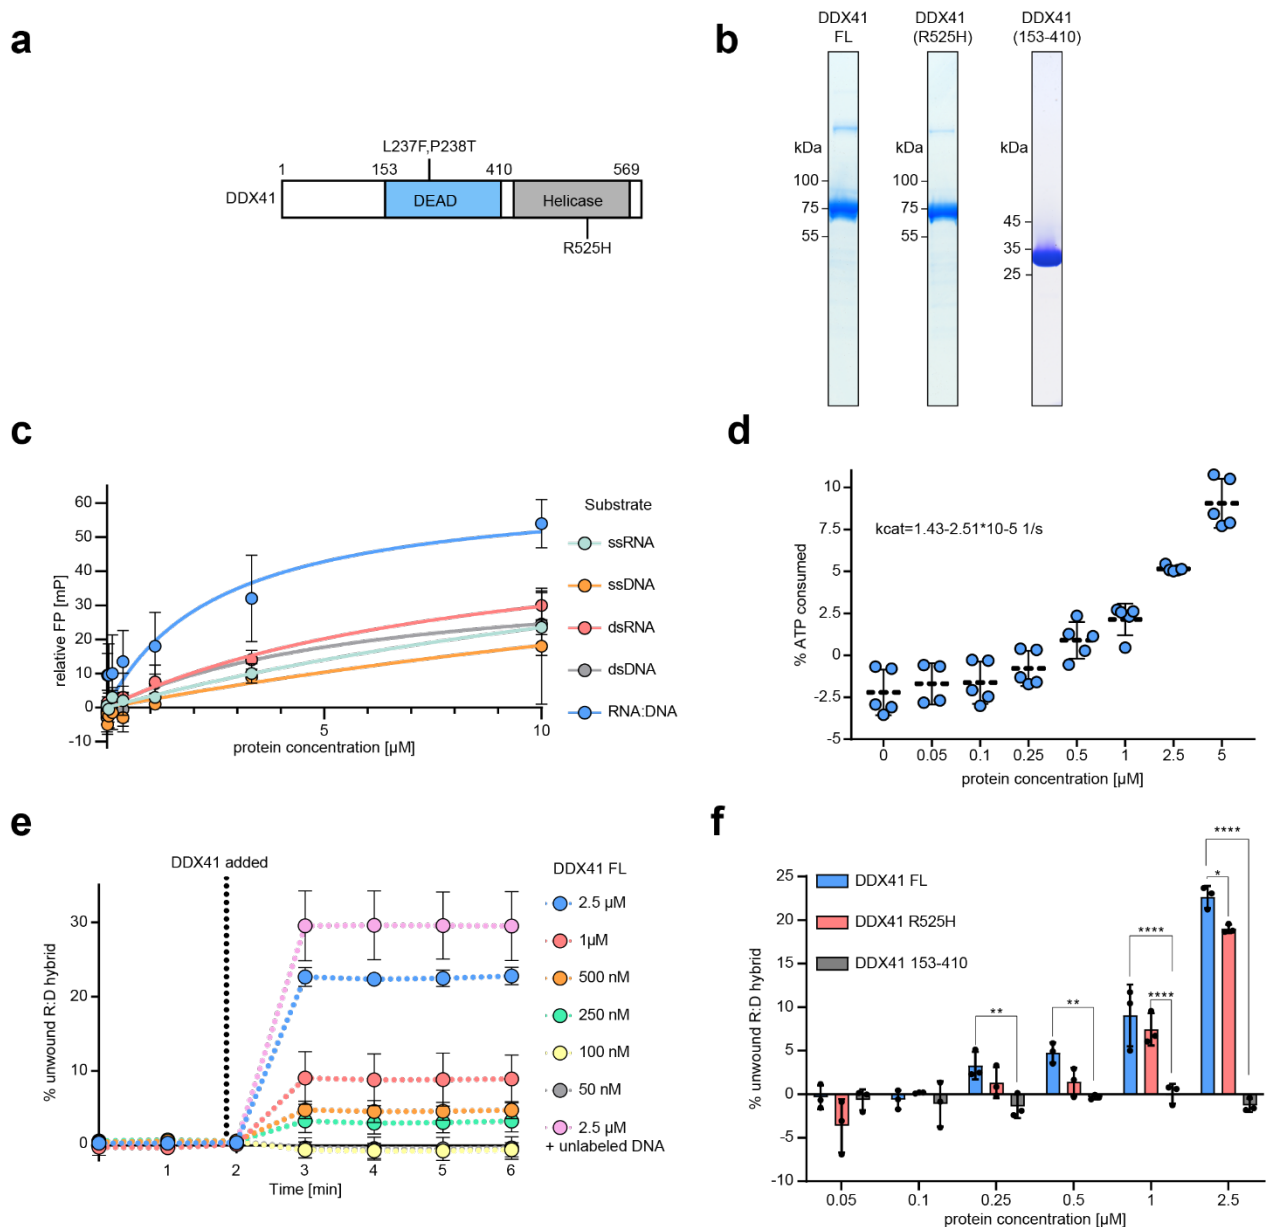 a
L237F,P238T
1 153 410 569
DDX41 DEAD Helicase
R525H
b
DDX41 DDX41 DDX41
FL (R525H) (153-410)
kDa kDa kDa
100 100
75 75
55 55
45
35
25
c
relative FP [mP]
60
50
40
30
20
10
0
-10
5 10
protein concentration [µM]
Substrate
ssRNA
ssDNA
dsRNA
dsDNA
RNA:DNA
d
% ATP consumed
10
7.5
5
2.5
0
-2.5
-5
kcat=1.43-2.51*10-5 1/s
0 0.05 0.1 0.25 0.5 1 2.5 5
protein concentration [µM]
e
DDX41 added
% unwound R:D hybrid
30
20
10
0
1 2 3 4 5 6
Time [min]
DDX41 FL
2.5 µM
1µM
500 nM
250 nM
100 nM
50 nM
2.5 µM
+ unlabeled DNA
f
% unwound R:D hybrid
25
20
15
10
5
0
-5
-10
DDX41 FL
DDX41 R525H
DDX41 153-410
** ** **** **** * ****
0.05 0.1 0.25 0.5 1 2.5
protein concentration [µM]